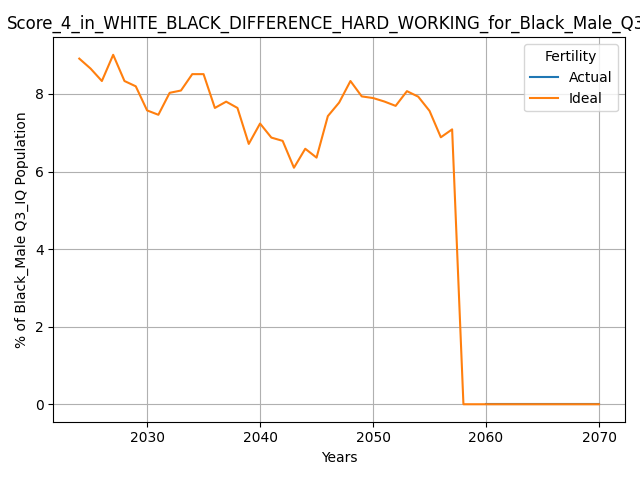 Score_4_in_WHITE_BLACK_DIFFERENCE_HARD_WORKING_for_Black_Male_Q3
Fertility
Actual
Ideal
% of Black_Male Q3_IQ Population
8
6
4
2
0
2030 2040 2050 2060 2070
Years